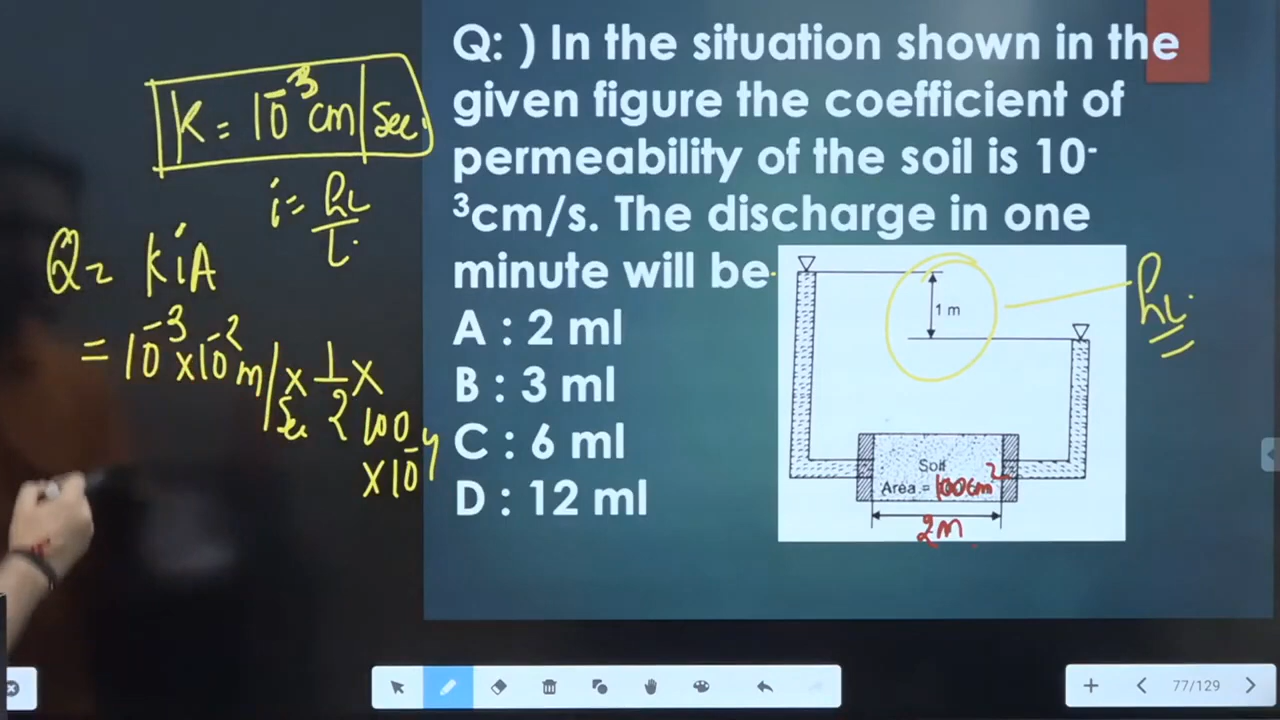 K = 10⁻³ cm/sec.
i = hL/L.
Q = KiA
= 10⁻³ × 10⁻² m/sec × 1/2 × 100
× 10⁻⁴
Q: ) In the situation shown in the
given figure the coefficient of
permeability of the soil is 10⁻
³cm/s. The discharge in one
minute will be
A : 2 ml
B : 3 ml
C : 6 ml
D : 12 ml
1 m
hL.
Soil
Area = 100cm²
2m
77/129